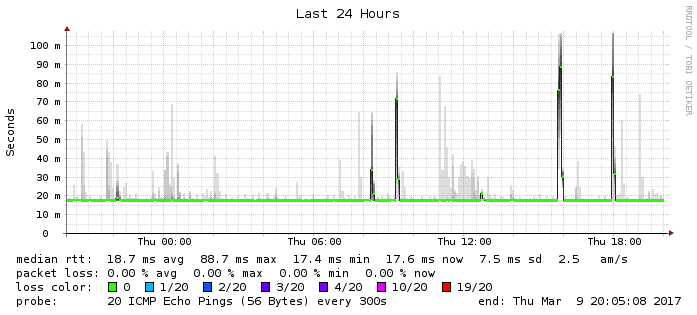 Last 24 Hours
RRDTOOL / TOBI OETIKER
Seconds
100 m
90 m
80 m
70 m
60 m
50 m
40 m
30 m
20 m
10 m
0
Thu 00:00 Thu 06:00 Thu 12:00 Thu 18:00
median rtt: 18.7 ms avg 88.7 ms max 17.4 ms min 17.6 ms now 7.5 ms sd 2.5 am/s
packet loss: 0.00 % avg 0.00 % max 0.00 % min 0.00 % now
loss color: 0 1/20 2/20 3/20 4/20 10/20 19/20
probe: 20 ICMP Echo Pings (56 Bytes) every 300s end: Thu Mar 9 20:05:08 2017